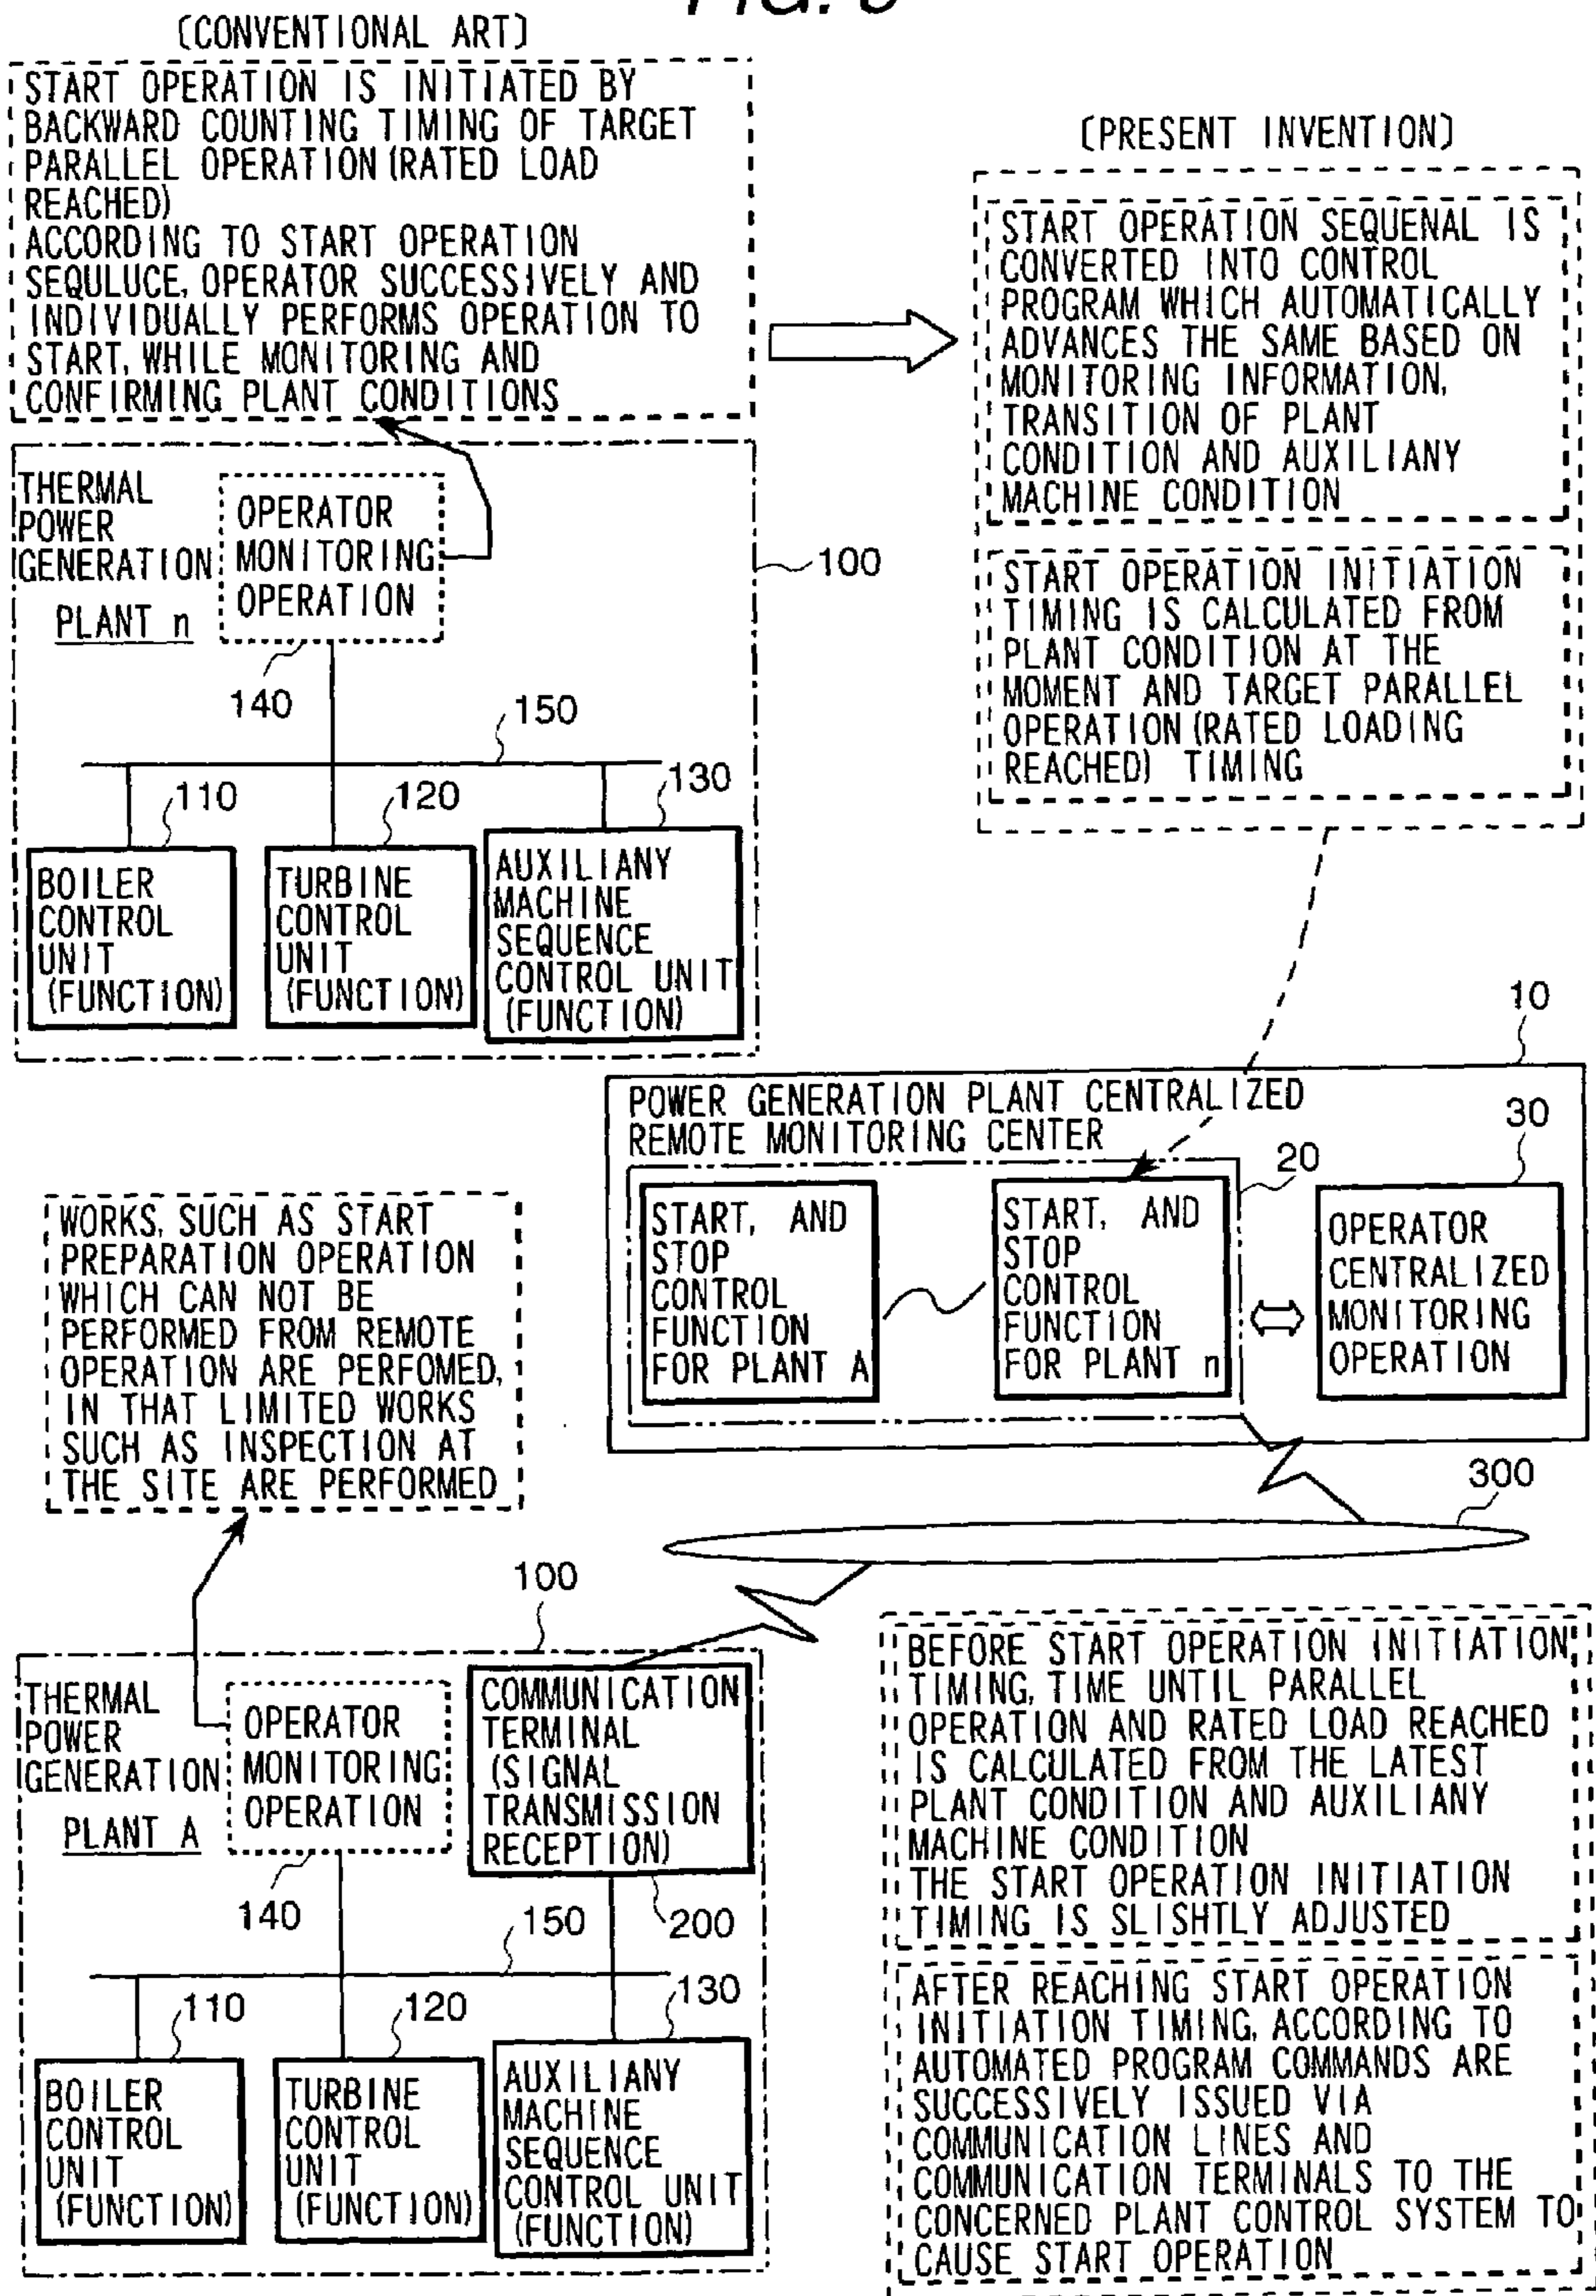 (CONVENTIONAL ART)
START OPERATION IS INITIATED BY
BACKWARD COUNTING TIMING OF TARGET
PARALLEL OPERATION (RATED LOAD
REACHED)
ACCORDING TO START OPERATION
SEQULUCE, OPERATOR SUCCESSIVELY AND
INDIVIDUALLY PERFORMS OPERATION TO
START, WHILE MONITORING AND
CONFIRMING PLANT CONDITIONS
(PRESENT INVENTION)
START OPERATION SEQUENAL IS
CONVERTED INTO CONTROL
PROGRAM WHICH AUTOMATICALLY
ADVANCES THE SAME BASED ON
MONITORING INFORMATION,
TRANSITION OF PLANT
CONDITION AND AUXILIANY
MACHINE CONDITION
START OPERATION INITIATION
TIMING IS CALCULATED FROM
PLANT CONDITION AT THE
MOMENT AND TARGET PARALLEL
OPERATION (RATED LOADING
REACHED) TIMING
THERMAL
POWER
GENERATION
PLANT n
OPERATOR
MONITORING
OPERATION
100
140
150
110
120
130
BOILER
CONTROL
UNIT
(FUNCTION)
TURBINE
CONTROL
UNIT
(FUNCTION)
AUXILIANY
MACHINE
SEQUENCE
CONTROL UNIT
(FUNCTION)
10
POWER GENERATION PLANT CENTRALIZED
REMOTE MONITORING CENTER
30
20
START, AND
STOP
CONTROL
FUNCTION
FOR PLANT A
START, AND
STOP
CONTROL
FUNCTION
FOR PLANT n
OPERATOR
CENTRALIZED
MONITORING
OPERATION
WORKS, SUCH AS START
PREPARATION OPERATION
WHICH CAN NOT BE
PERFORMED FROM REMOTE
OPERATION ARE PERFOMED,
IN THAT LIMITED WORKS
SUCH AS INSPECTION AT
THE SITE ARE PERFORMED
300
100
THERMAL
POWER
GENERATION
PLANT A
OPERATOR
MONITORING
OPERATION
COMMUNICATION
TERMINAL
(SIGNAL
TRANSMISSION
RECEPTION)
140
150
200
110
120
130
BOILER
CONTROL
UNIT
(FUNCTION)
TURBINE
CONTROL
UNIT
(FUNCTION)
AUXILIANY
MACHINE
SEQUENCE
CONTROL UNIT
(FUNCTION)
BEFORE START OPERATION INITIATION
TIMING, TIME UNTIL PARALLEL
OPERATION AND RATED LOAD REACHED
IS CALCULATED FROM THE LATEST
PLANT CONDITION AND AUXILIANY
MACHINE CONDITION
THE START OPERATION INITIATION
TIMING IS SLISHTLY ADJUSTED
AFTER REACHING START OPERATION
INITIATION TIMING, ACCORDING TO
AUTOMATED PROGRAM COMMANDS ARE
SUCCESSIVELY ISSUED VIA
COMMUNICATION LINES AND
COMMUNICATION TERMINALS TO THE
CONCERNED PLANT CONTROL SYSTEM TO
CAUSE START OPERATION